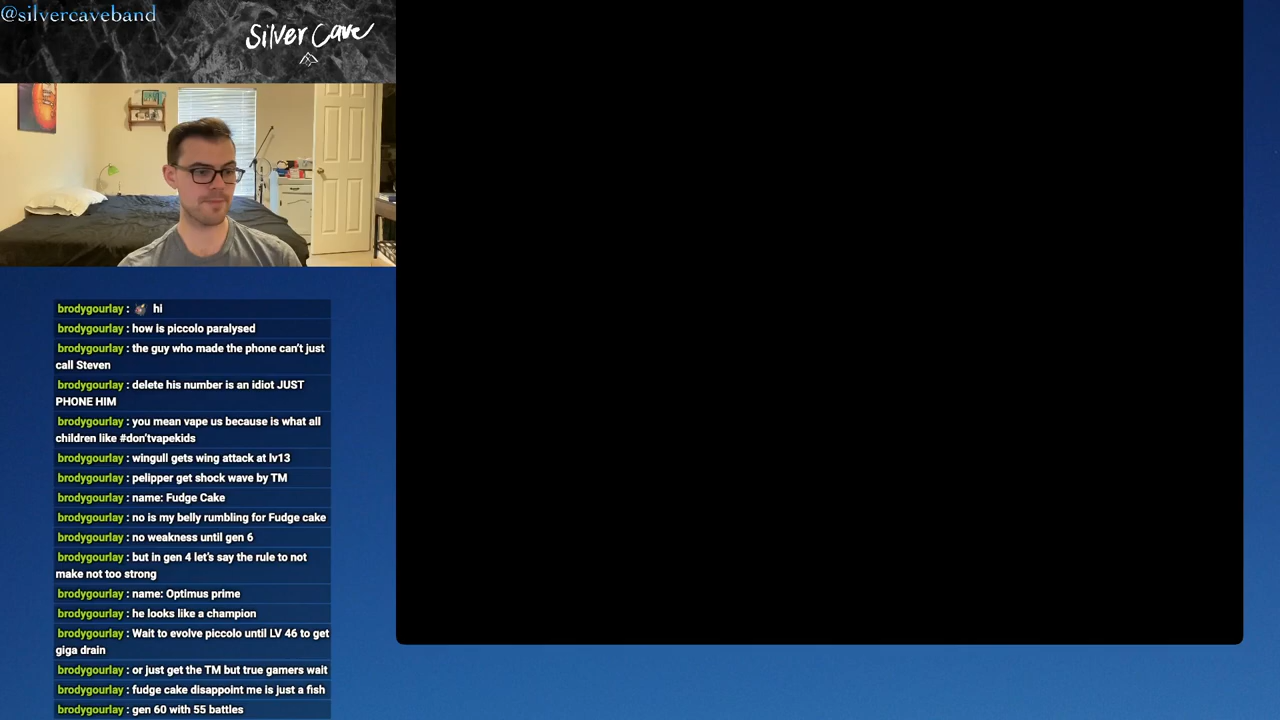 @silvercaveband
Silver Cave
brodygourlay : hi
brodygourlay : how is piccolo paralysed
brodygourlay : the guy who made the phone can't just
call Steven
brodygourlay : delete his number is an idiot JUST
PHONE HIM
brodygourlay : you mean vape us because is what all
children like #don'tvapekids
brodygourlay : wingull gets wing attack at lv13
brodygourlay : pelipper get shock wave by TM
brodygourlay : name: Fudge Cake
brodygourlay : no is my belly rumbling for Fudge cake
brodygourlay : no weakness until gen 6
brodygourlay : but in gen 4 let's say the rule to not
make not too strong
brodygourlay : name: Optimus prime
brodygourlay : he looks like a champion
brodygourlay : Wait to evolve piccolo until LV 46 to get
giga drain
brodygourlay : or just get the TM but true gamers wait
brodygourlay : fudge cake disappoint me is just a fish
brodygourlay : gen 60 with 55 battles